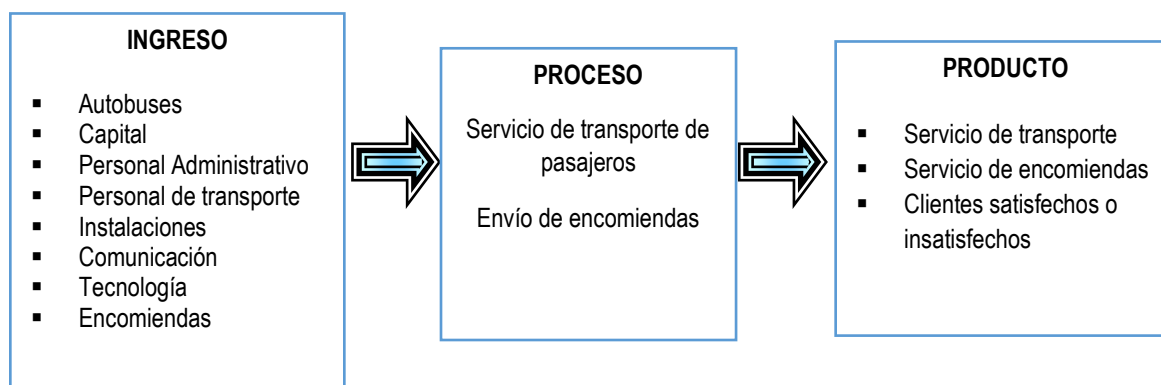 INGRESO
▪ Autobuses
▪ Capital
▪ Personal Administrativo
▪ Personal de transporte
▪ Instalaciones
▪ Comunicación
▪ Tecnología
▪ Encomiendas
PROCESO
Servicio de transporte de
pasajeros
Envío de encomiendas
PRODUCTO
▪ Servicio de transporte
▪ Servicio de encomiendas
▪ Clientes satisfechos o
insatisfechos